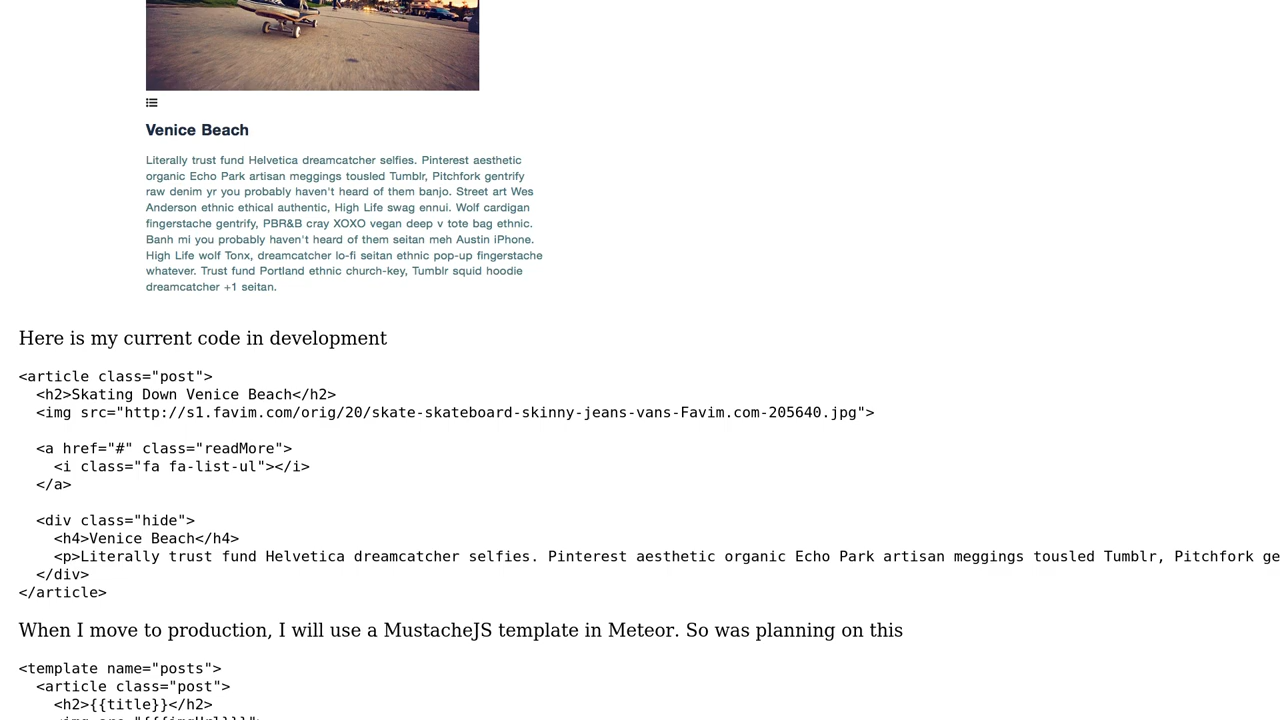 Venice Beach
Literally trust fund Helvetica dreamcatcher selfies. Pinterest aesthetic
organic Echo Park artisan meggings tousled Tumblr, Pitchfork gentrify
raw denim yr you probably haven't heard of them banjo. Street art Wes
Anderson ethnic ethical authentic, High Life swag ennui. Wolf cardigan
fingerstache gentrify, PBR&B cray XOXO vegan deep v tote bag ethnic.
Banh mi you probably haven't heard of them seitan meh Austin iPhone.
High Life wolf Tonx, dreamcatcher lo-fi seitan ethnic pop-up fingerstache
whatever. Trust fund Portland ethnic church-key, Tumblr squid hoodie
dreamcatcher +1 seitan.
Here is my current code in development
<article class="post">
  <h2>Skating Down Venice Beach</h2>
  <img src="http://s1.favim.com/orig/20/skate-skateboard-skinny-jeans-vans-Favim.com-205640.jpg">
  <a href="#" class="readMore">
    <i class="fa fa-list-ul"></i>
  </a>
  <div class="hide">
    <h4>Venice Beach</h4>
    <p>Literally trust fund Helvetica dreamcatcher selfies. Pinterest aesthetic organic Echo Park artisan meggings tousled Tumblr, Pitchfork ge
  </div>
</article>
When I move to production, I will use a MustacheJS template in Meteor. So was planning on this
<template name="posts">
  <article class="post">
    <h2>{{title}}</h2>
    <img src="{{{imgUrl}}}">